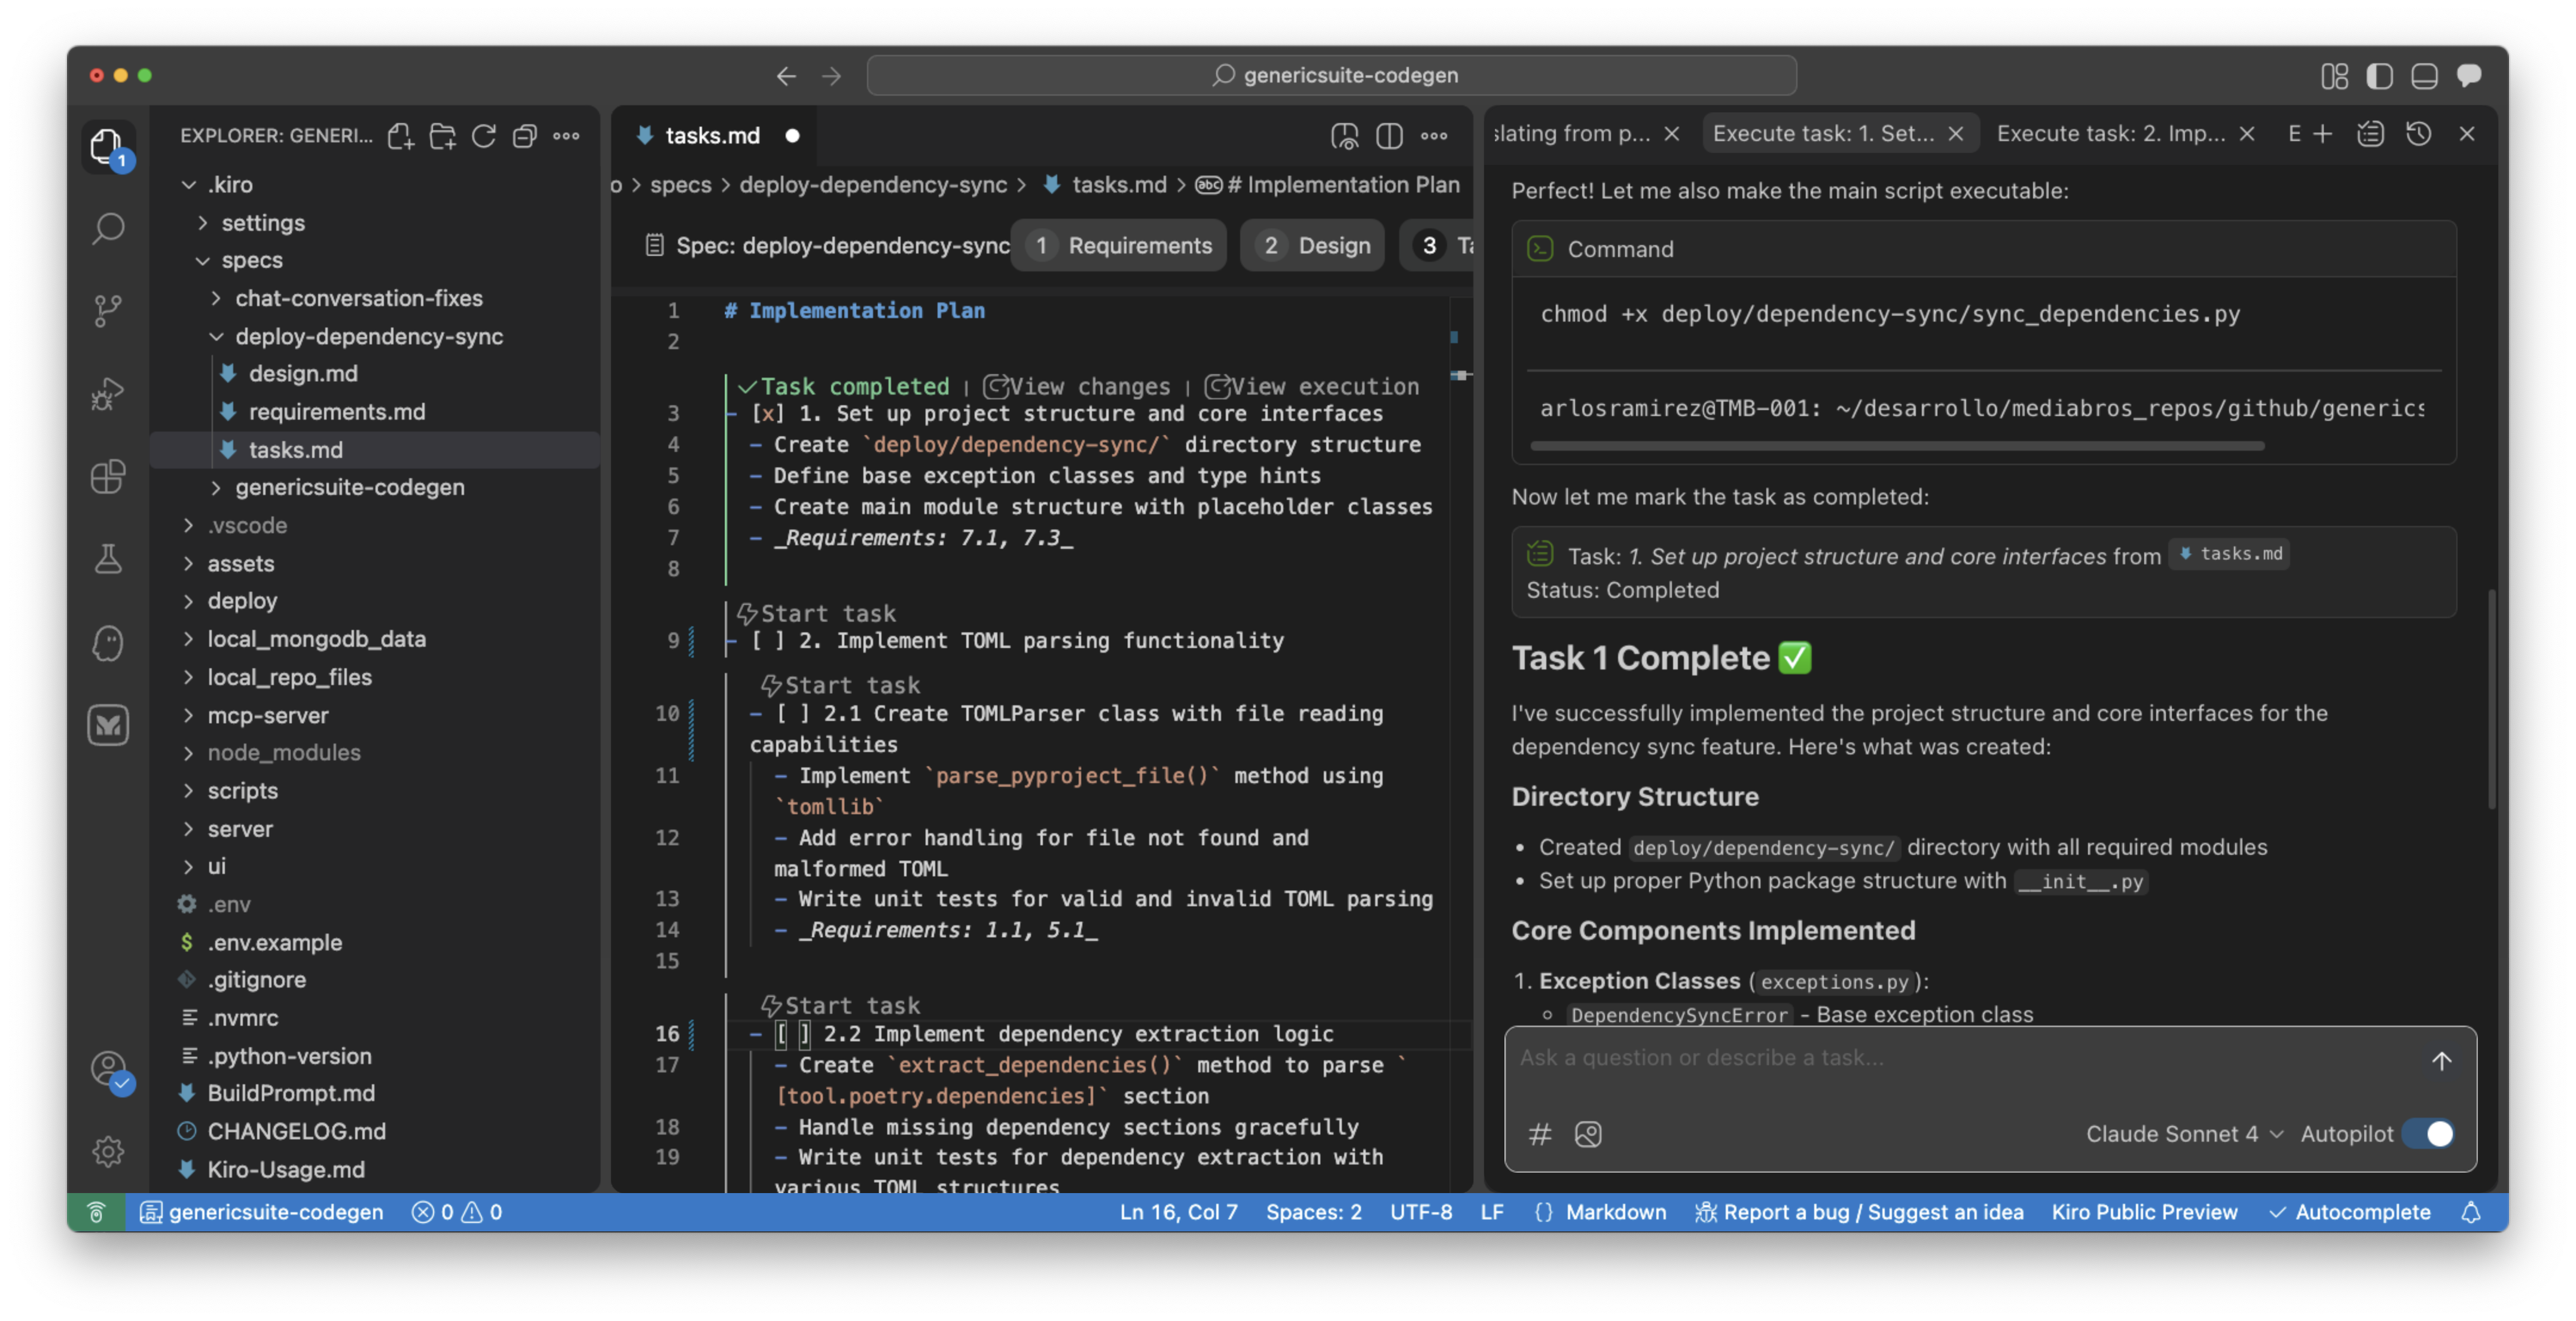 genericsuite-codegen
EXPLORER: GENERI...
1
.kiro
settings
specs
chat-conversation-fixes
deploy-dependency-sync
design.md
requirements.md
tasks.md
genericsuite-codegen
.vscode
assets
deploy
local_mongodb_data
local_repo_files
mcp-server
node_modules
scripts
server
ui
.env
.env.example
.gitignore
.nvmrc
.python-version
BuildPrompt.md
CHANGELOG.md
Kiro-Usage.md
tasks.md
o > specs > deploy-dependency-sync > tasks.md > abc # Implementation Plan
Spec: deploy-dependency-sync 1 Requirements 2 Design 3 Ta
1 # Implementation Plan
2
Task completed | View changes | View execution
3 - [x] 1. Set up project structure and core interfaces
4 - Create `deploy/dependency-sync/` directory structure
5 - Define base exception classes and type hints
6 - Create main module structure with placeholder classes
7 - _Requirements: 7.1, 7.3_
8
Start task
9 - [ ] 2. Implement TOML parsing functionality
Start task
10 - [ ] 2.1 Create TOMLParser class with file reading
capabilities
11 - Implement `parse_pyproject_file()` method using
`tomllib`
12 - Add error handling for file not found and
malformed TOML
13 - Write unit tests for valid and invalid TOML parsing
14 - _Requirements: 1.1, 5.1_
15
Start task
16 - [ ] 2.2 Implement dependency extraction logic
17 - Create `extract_dependencies()` method to parse `
[tool.poetry.dependencies]` section
18 - Handle missing dependency sections gracefully
19 - Write unit tests for dependency extraction with
various TOML structures
slating from p... Execute task: 1. Set... Execute task: 2. Imp... E
Perfect! Let me also make the main script executable:
Command
chmod +x deploy/dependency-sync/sync_dependencies.py
arlosramirez@TMB-001: ~/desarrollo/mediabros_repos/github/generics
Now let me mark the task as completed:
Task: 1. Set up project structure and core interfaces from tasks.md
Status: Completed
Task 1 Complete ✅
I've successfully implemented the project structure and core interfaces for the
dependency sync feature. Here's what was created:
Directory Structure
• Created deploy/dependency-sync/ directory with all required modules
• Set up proper Python package structure with __init__.py
Core Components Implemented
1. Exception Classes (exceptions.py):
DependencySyncError - Base exception class
Ask a question or describe a task...
# Claude Sonnet 4 Autopilot
genericsuite-codegen 0 0 Ln 16, Col 7 Spaces: 2 UTF-8 LF {} Markdown Report a bug / Suggest an idea Kiro Public Preview Autocomplete